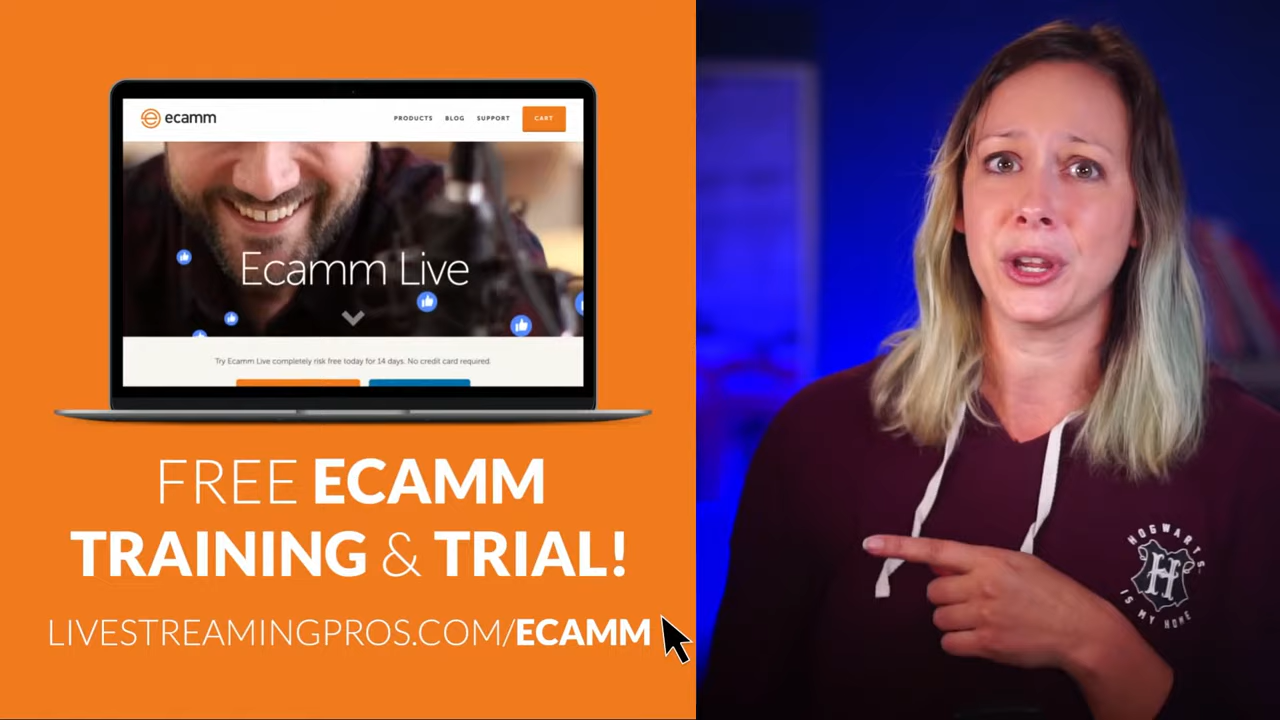 ecamm
PRODUCTS BLOG SUPPORT CART
Ecamm Live
Try Ecamm Live completely risk free today for 14 days. No credit card required.
FREE ECAMM
TRAINING & TRIAL!
LIVESTREAMINGPROS.COM/ECAMM
HOGWARTS
H
IS MY HOME